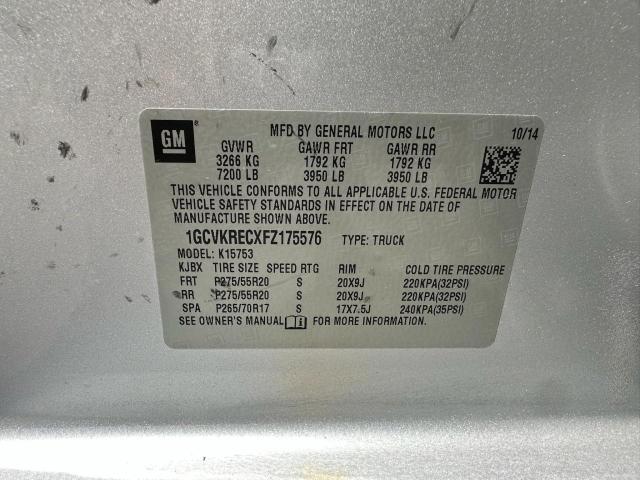 GM ® MFD BY GENERAL MOTORS LLC 10/14
GVWR GAWR FRT GAWR RR
3266 KG 1792 KG 1792 KG
7200 LB 3950 LB 3950 LB
THIS VEHICLE CONFORMS TO ALL APPLICABLE U.S. FEDERAL MOTOR
VEHICLE SAFETY STANDARDS IN EFFECT ON THE DATE OF
MANUFACTURE SHOWN ABOVE.
1GCVKRECXFZ175576 TYPE: TRUCK
MODEL: K15753
KJBX TIRE SIZE SPEED RTG RIM COLD TIRE PRESSURE
FRT P275/55R20 S 20X9J 220KPA(32PSI)
RR P275/55R20 S 20X9J 220KPA(32PSI)
SPA P265/70R17 S 17X7.5J 240KPA(35PSI)
SEE OWNER'S MANUAL FOR MORE INFORMATION.